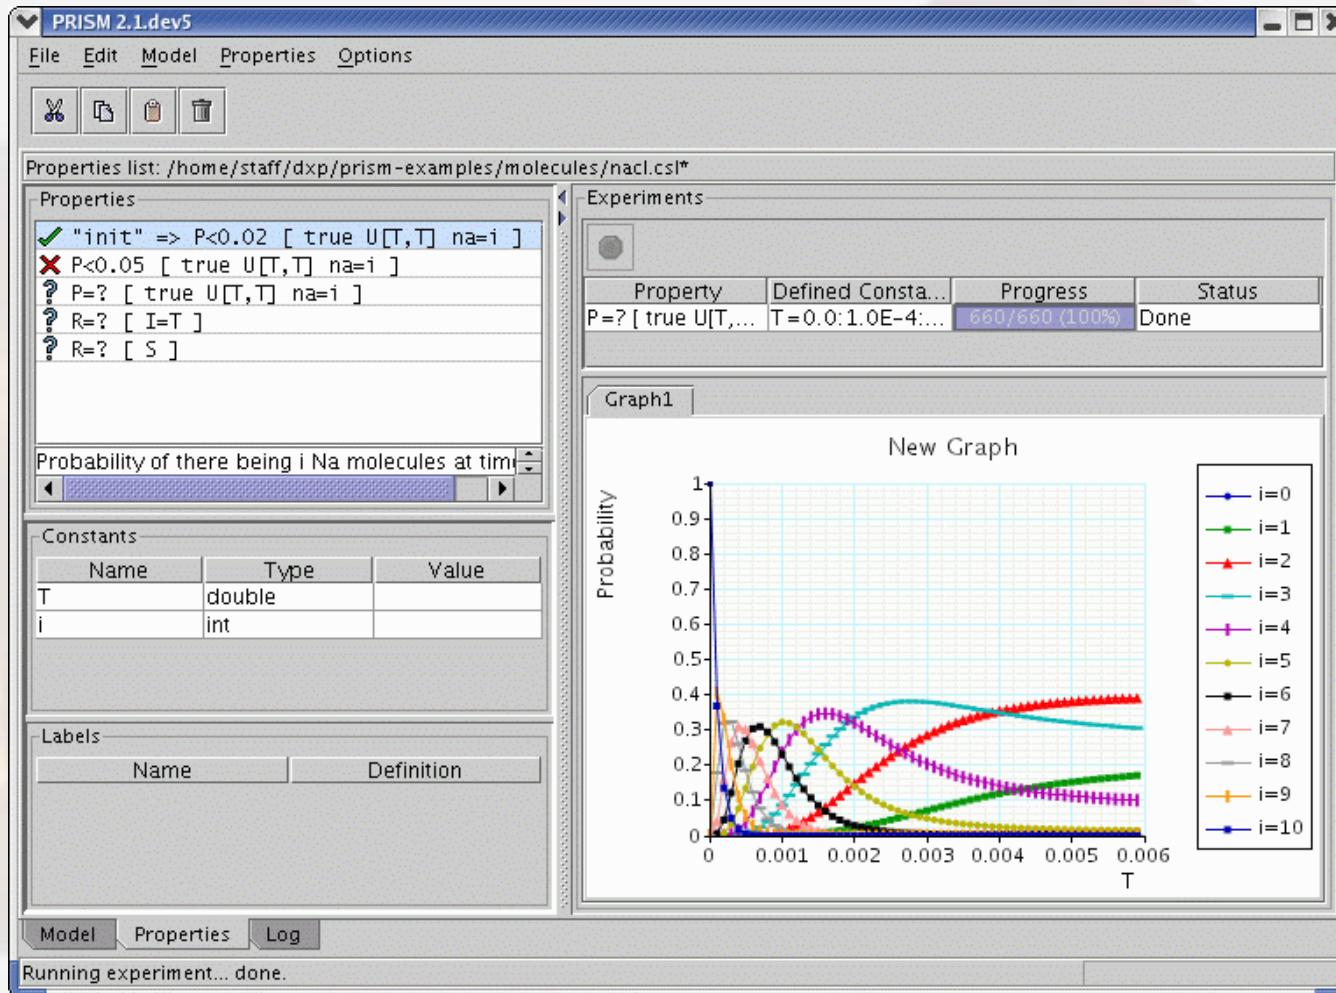 PRISM 2.1.dev5
File Edit Model Properties Options
Properties list: /home/staff/dxp/prism-examples/molecules/nacl.csl*
Properties
"init" => P<0.02 [ true U[T,T] na=i ]
P<0.05 [ true U[T,T] na=i ]
P=? [ true U[T,T] na=i ]
R=? [ I=T ]
R=? [ S ]
Probability of there being i Na molecules at tim
Constants
Name Type Value
T double
i int
Labels
Name Definition
Experiments
Property Defined Consta... Progress Status
P=? [ true U[T,... T=0.0:1.0E-4:... 660/660 (100%) Done
Graph1
New Graph
Probability
1
0.9
0.8
0.7
0.6
0.5
0.4
0.3
0.2
0.1
0
0 0.001 0.002 0.003 0.004 0.005 0.006
T
i=0
i=1
i=2
i=3
i=4
i=5
i=6
i=7
i=8
i=9
i=10
Model Properties Log
Running experiment... done.